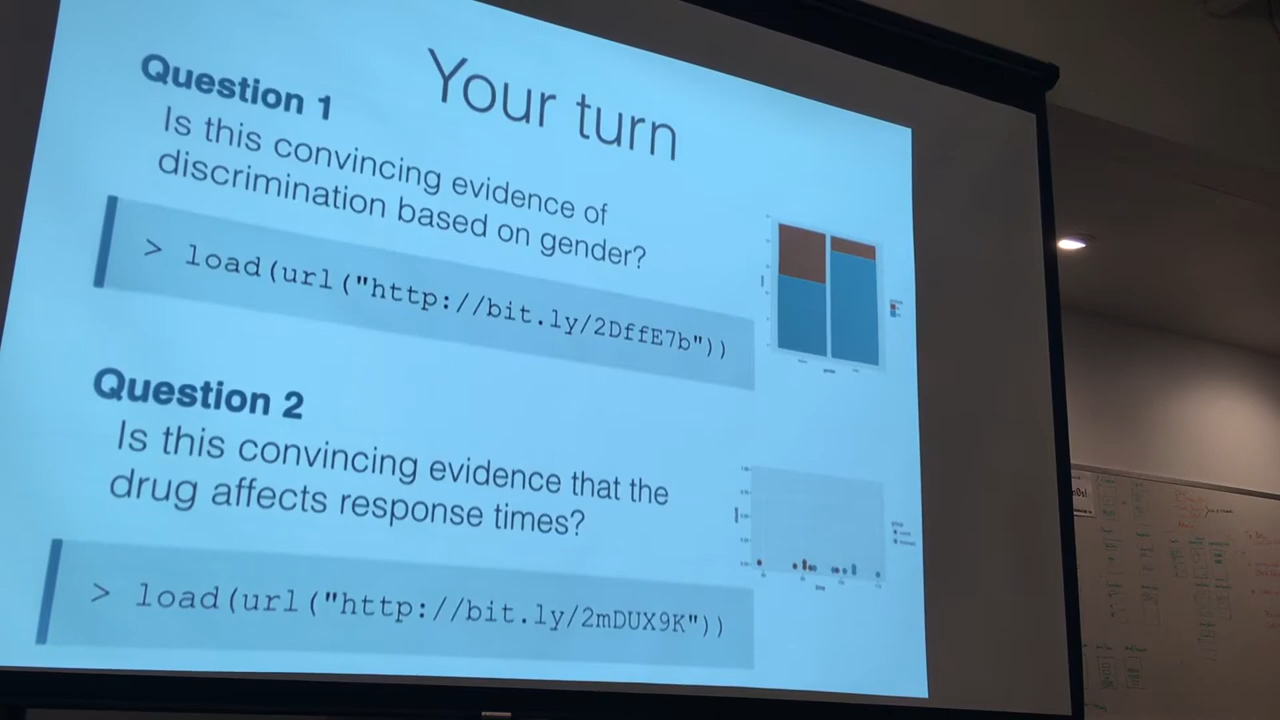 Your turn
Question 1
Is this convincing evidence of
discrimination based on gender?
> load(url("http://bit.ly/2DffE7b"))
Question 2
Is this convincing evidence that the
drug affects response times?
> load(url("http://bit.ly/2mDUX9K"))